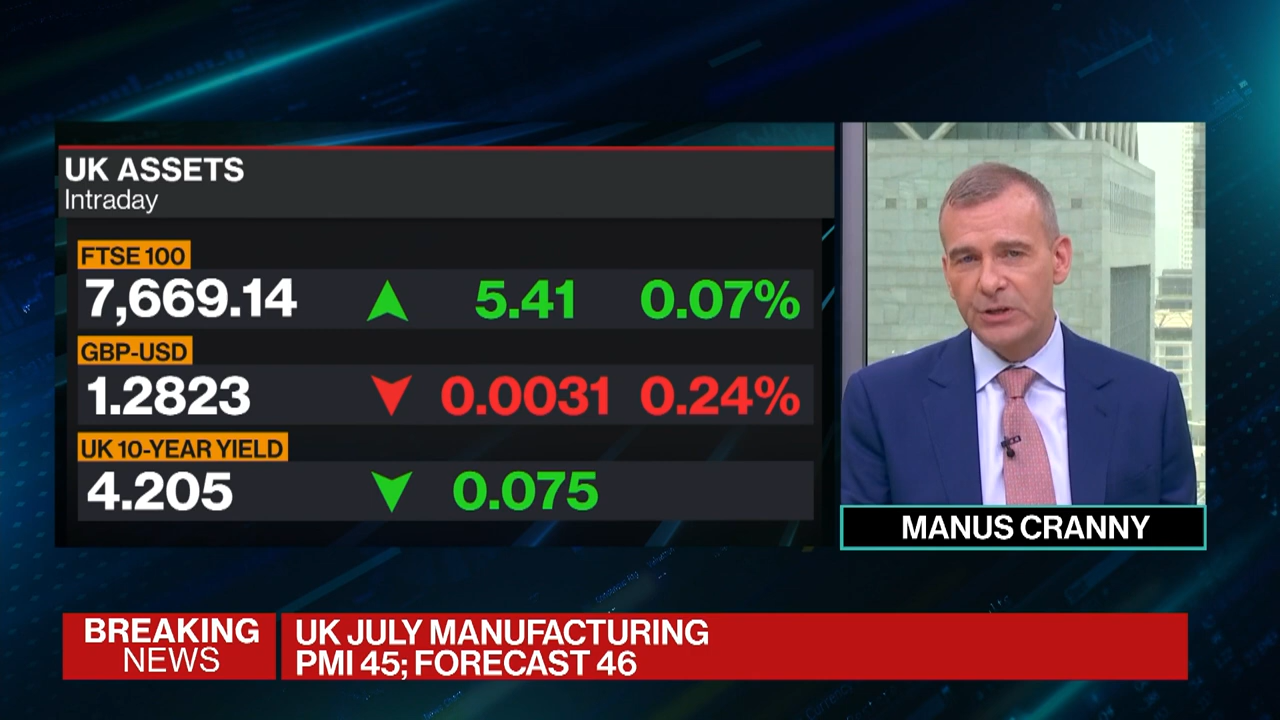 UK ASSETS
Intraday
FTSE 100
7,669.14 5.41 0.07%
GBP-USD
1.2823 0.0031 0.24%
UK 10-YEAR YIELD
4.205 0.075
MANUS CRANNY
BREAKING
NEWS
UK JULY MANUFACTURING
PMI 45; FORECAST 46